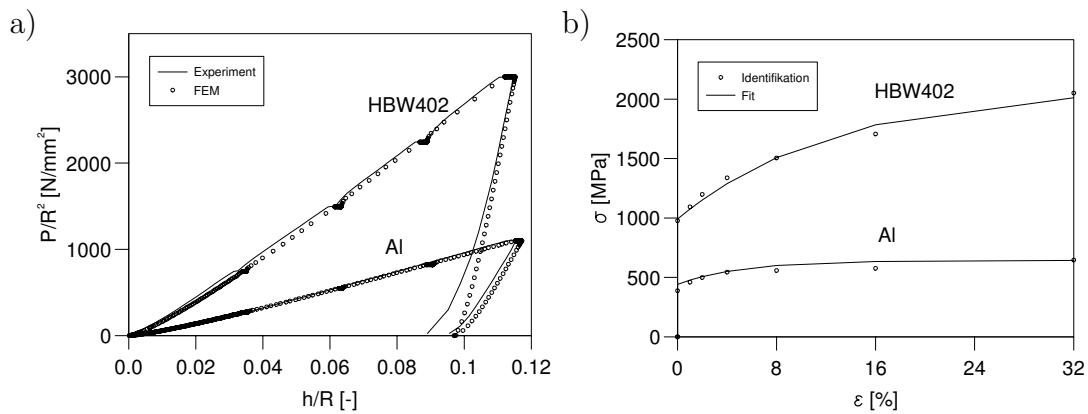 a)
P/R² [N/mm²]
3000
2000
1000
0
Experiment
FEM
HBW402
Al
0.0 0.02 0.04 0.06 0.08 0.1 0.12
h/R [-]
b)
σ [MPa]
2500
2000
1500
1000
500
0
Identifikation
Fit
HBW402
Al
0 8 16 24 32
ε [%]